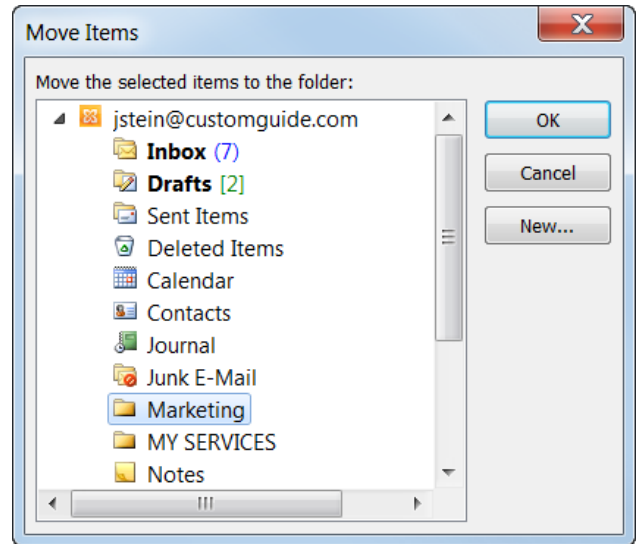 Move Items
X
Move the selected items to the folder:
jstein@customguide.com
Inbox (7)
Drafts [2]
Sent Items
Deleted Items
Calendar
Contacts
Journal
Junk E-Mail
Marketing
MY SERVICES
Notes
OK
Cancel
New...